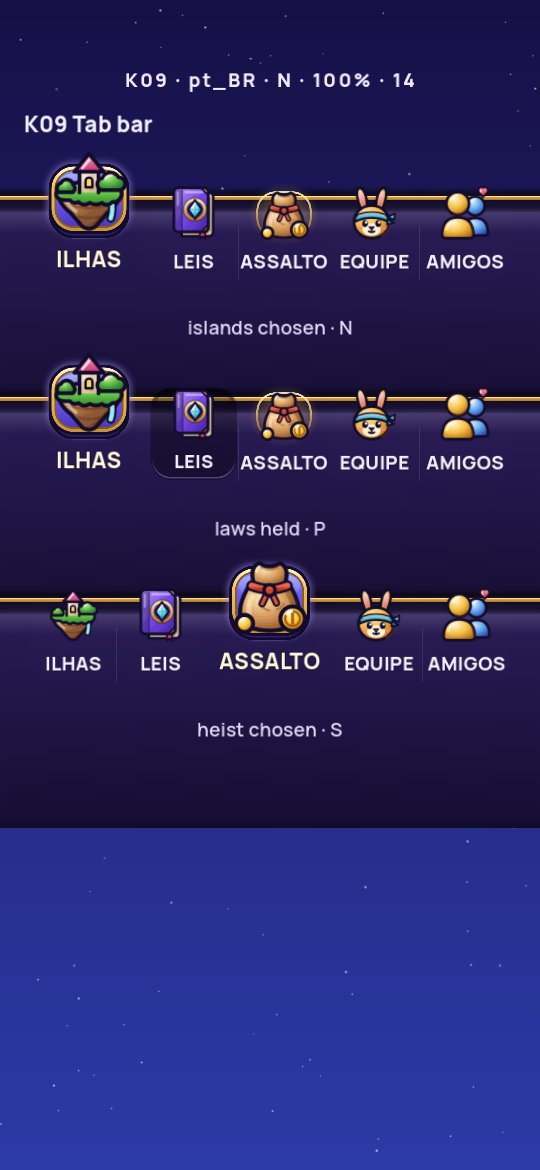 K09 · pt_BR · N · 100% · 14
K09 Tab bar
ILHAS LEIS ASSALTO EQUIPE AMIGOS
islands chosen · N
ILHAS LEIS ASSALTO EQUIPE AMIGOS
laws held · P
ILHAS LEIS ASSALTO EQUIPE AMIGOS
heist chosen · S